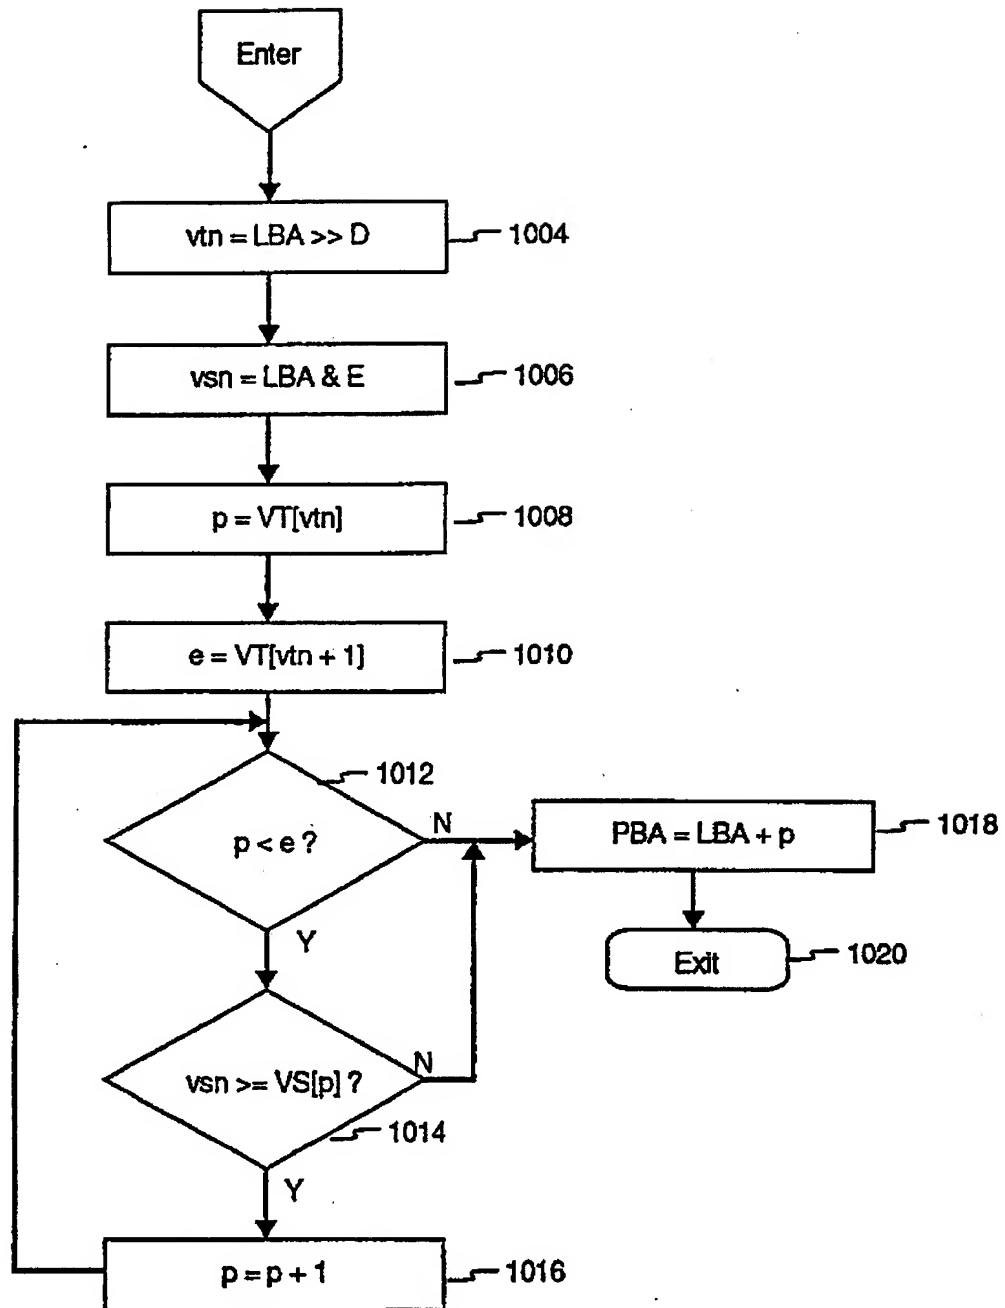 Enter
vtn = LBA >> D
1004
vsn = LBA & E
1006
p = VT[vtn]
1008
e = VT[vtn + 1]
1010
1012
p < e ?
N
PBA = LBA + p
1018
Y
Exit
1020
vsn >= VS[p] ?
N
1014
Y
p = p + 1
1016